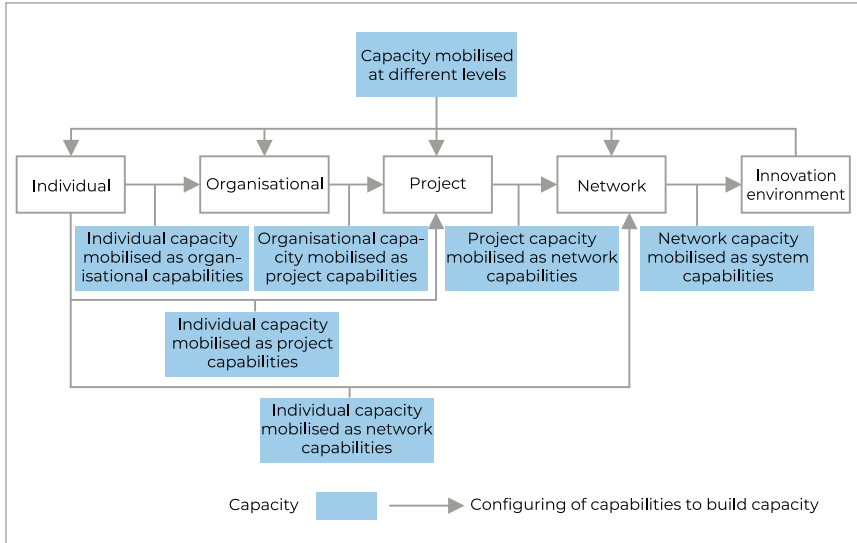 Capacity mobilised
at different levels
Individual
Organisational
Project
Network
Innovation
environment
Individual capacity
mobilised as organ-
isational capabilities
Organisational capa-
city mobilised as
project capabilities
Project capacity
mobilised as network
capabilities
Network capacity
mobilised as system
capabilities
Individual capacity
mobilised as project
capabilities
Individual capacity
mobilised as network
capabilities
Capacity
Configuring of capabilities to build capacity